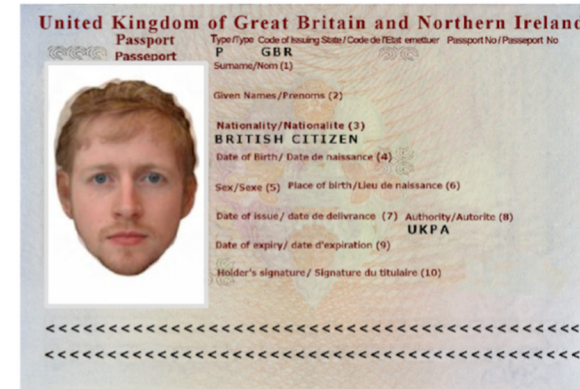 United Kingdom of Great Britain and Northern Ireland
Passport Type/Type Code of Issuing State/Code de l'Etat emetteur Passport No/Passeport No
Passeport P GBR
Surname/Nom (1)
Given Names/Prenoms (2)
Nationality/Nationalite (3)
BRITISH CITIZEN
Date of Birth/ Date de naissance (4)
Sex/Sexe (5) Place of birth/Lieu de naissance (6)
Date of issue/ date de delivrance (7) Authority/Autorite (8)
UKPA
Date of expiry/ date d'expiration (9)
Holder's signature/ Signature du titulaire (10)
<<<<<<<<<<<<<<<<<<<<<<<<<<<<<<<<<<<<<<<<<<
<<<<<<<<<<<<<<<<<<<<<<<<<<<<<<<<<<<<<<<<<<